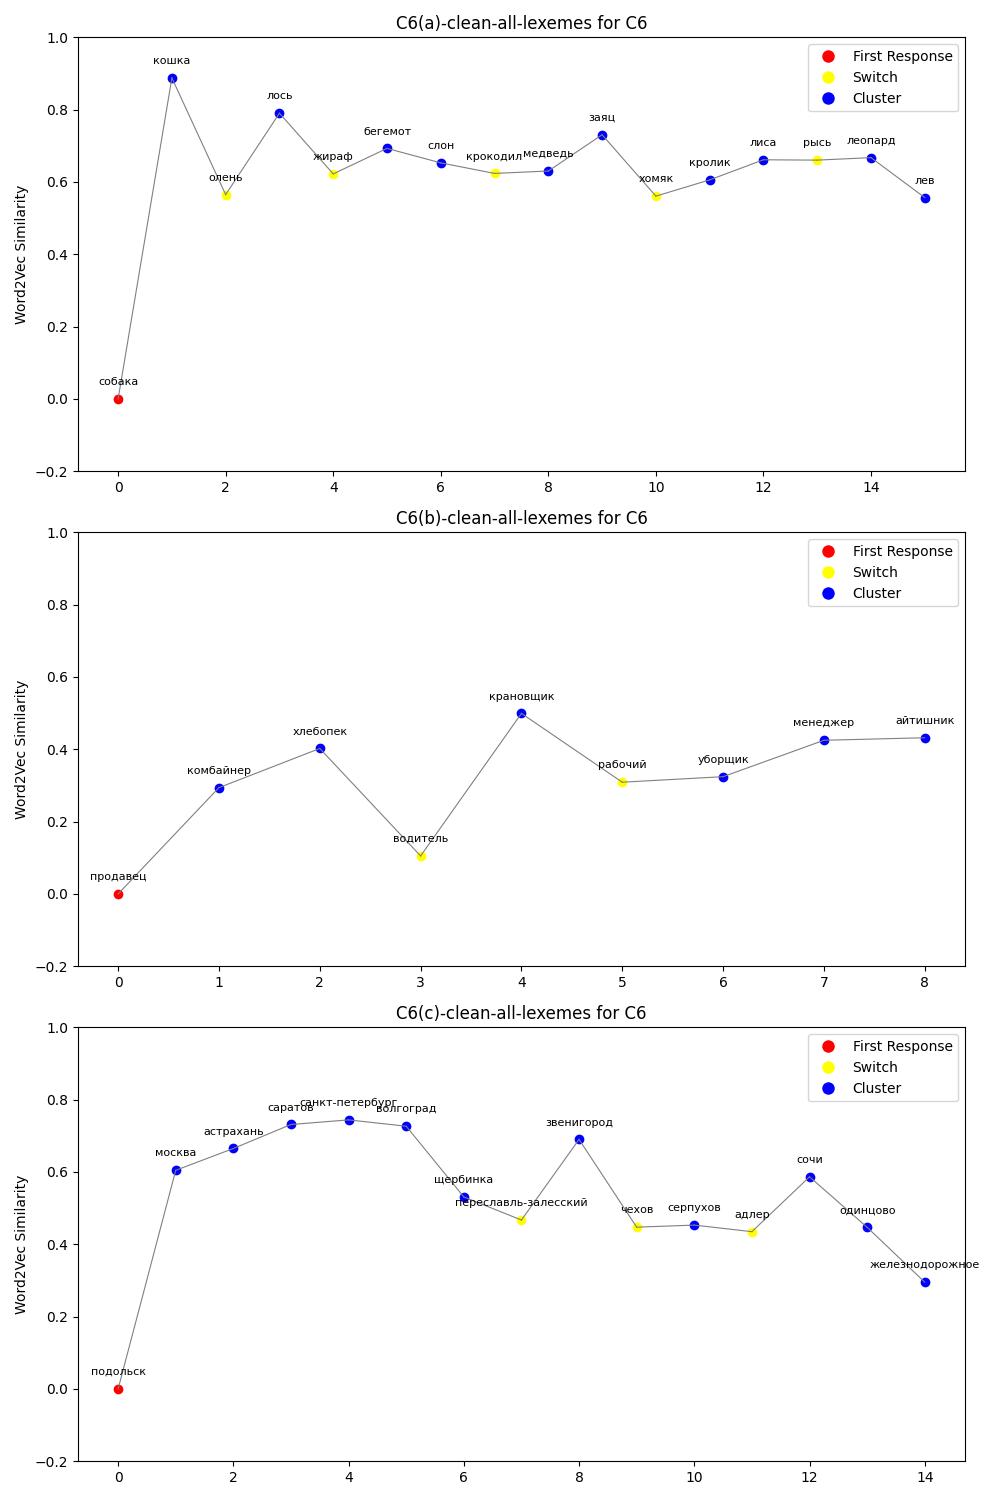 C6(a)-clean-all-lexemes for C6
1.0
0.8
0.6
0.4
0.2
0.0
−0.2
Word2Vec Similarity
First Response
Switch
Cluster
собака
кошка
олень
лось
жираф
бегемот
слон
крокодил
медведь
заяц
хомяк
кролик
лиса
рысь
леопард
лев
0 2 4 6 8 10 12 14
C6(b)-clean-all-lexemes for C6
1.0
0.8
0.6
0.4
0.2
0.0
−0.2
Word2Vec Similarity
First Response
Switch
Cluster
продавец
комбайнер
хлебопек
водитель
крановщик
рабочий
уборщик
менеджер
айтишник
0 1 2 3 4 5 6 7 8
C6(c)-clean-all-lexemes for C6
1.0
0.8
0.6
0.4
0.2
0.0
−0.2
Word2Vec Similarity
First Response
Switch
Cluster
подольск
москва
астрахань
саратов
санкт-петербург
волгоград
щербинка
переславль-залесский
звенигород
чехов
серпухов
адлер
сочи
одинцово
железнодорожное
0 2 4 6 8 10 12 14